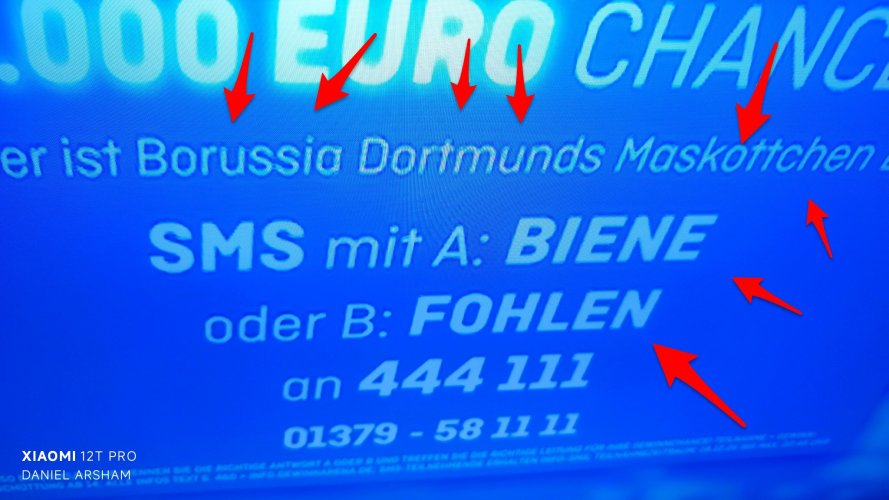 .000 EURO CHANCE
er ist Borussia Dortmunds Maskottchen
SMS mit A: BIENE
oder B: FOHLEN
an 444 111
01379 - 58 11 11
XIAOMI 12T PRO
DANIEL ARSHAM